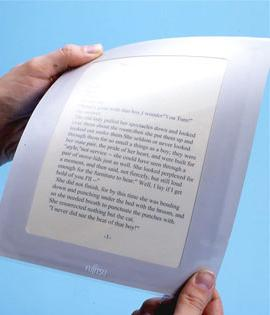 with that boy, I wonder? You Tom!"
The old lady pulled her spectacles down and looked
over them about the room; then she put them up and
looked out under them. She seldom or never looked
through them for so small a thing as a boy; they were
her state pair, the pride of her heart, and were built for
"style," not service — she could have seen through a
pair of stove-lids just as well. She looked perplexed for
a moment, and then said, not fiercely, but still loud
enough for the furniture to hear: "Well, I lay if I get
hold of you I'll —"
She did not finish, for by this time she was bending
down and punching under the bed with the broom, and
so she needed breath to punctuate the punches with.
She resurrected nothing but the cat.
"I never did see the beat of that boy!"
-1-